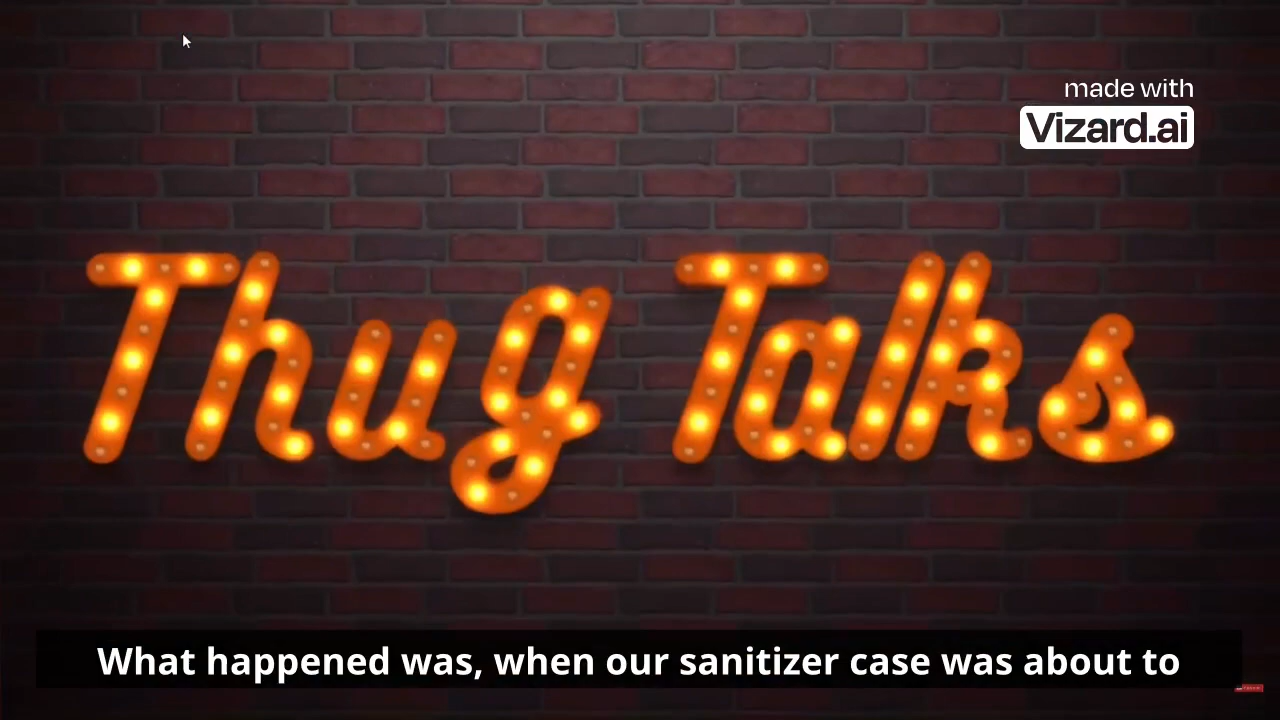 made with
Vizard.ai
Thug Talks
What happened was, when our sanitizer case was about to